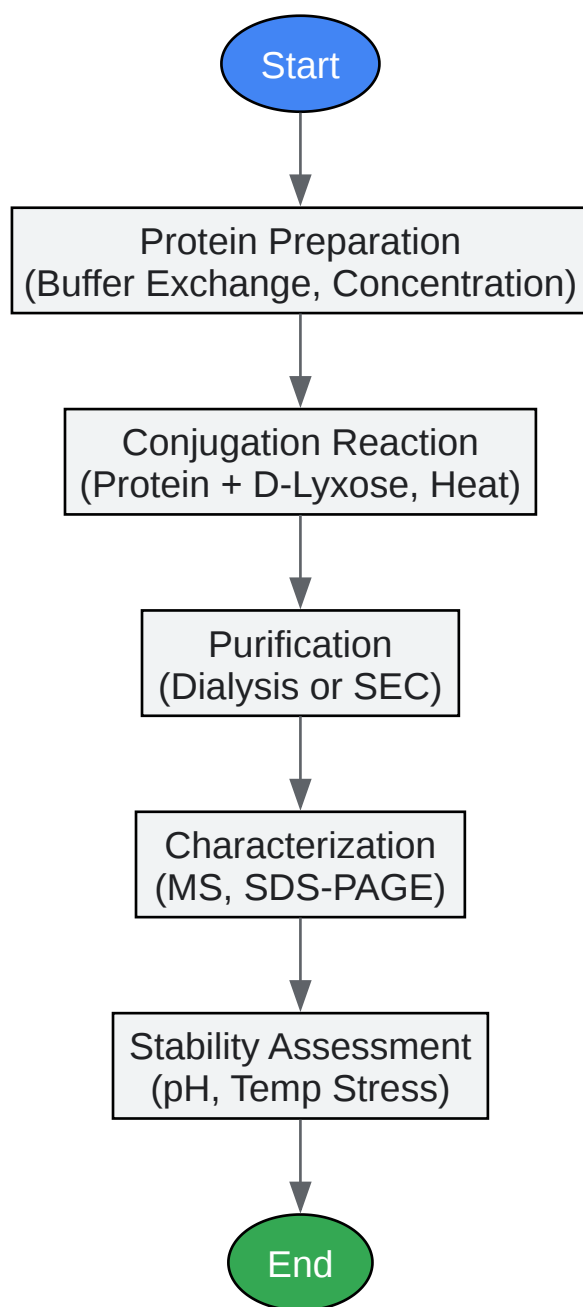 Start
Protein Preparation
(Buffer Exchange, Concentration)
Conjugation Reaction
(Protein + D-Lyxose, Heat)
Purification
(Dialysis or SEC)
Characterization
(MS, SDS-PAGE)
Stability Assessment
(pH, Temp Stress)
End